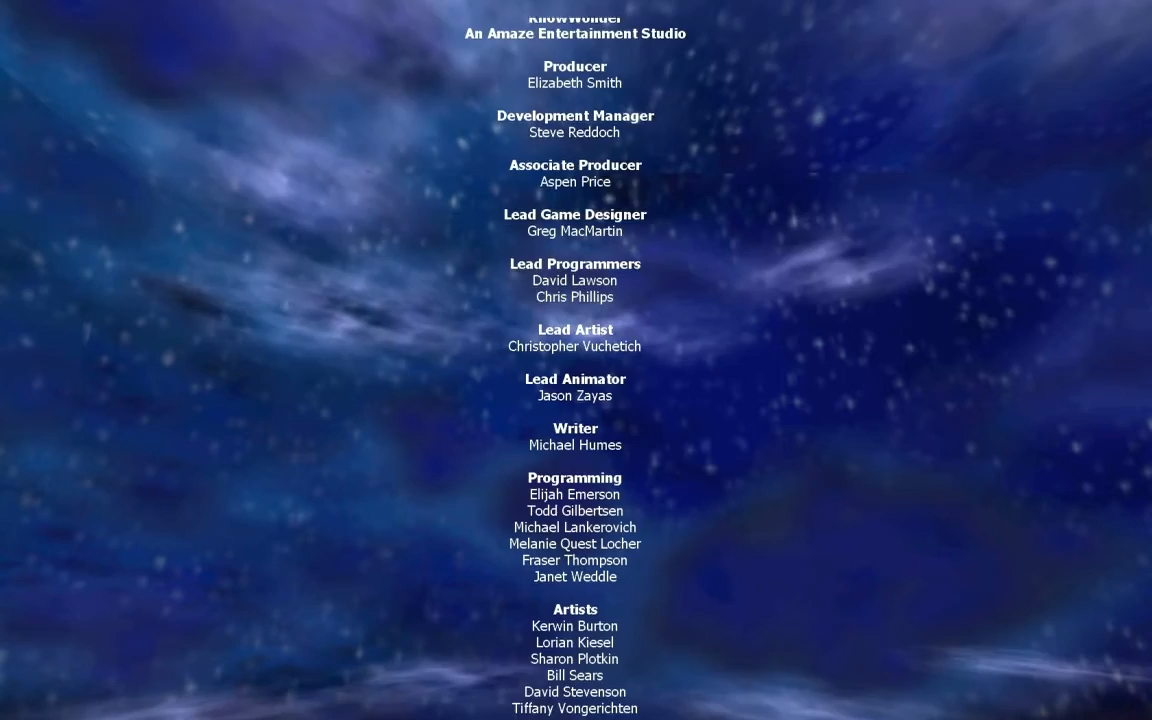 KnowWonder
An Amaze Entertainment Studio
Producer
Elizabeth Smith
Development Manager
Steve Reddoch
Associate Producer
Aspen Price
Lead Game Designer
Greg MacMartin
Lead Programmers
David Lawson
Chris Phillips
Lead Artist
Christopher Vuchetich
Lead Animator
Jason Zayas
Writer
Michael Humes
Programming
Elijah Emerson
Todd Gilbertsen
Michael Lankerovich
Melanie Quest Locher
Fraser Thompson
Janet Weddle
Artists
Kerwin Burton
Lorian Kiesel
Sharon Plotkin
Bill Sears
David Stevenson
Tiffany Vongerichten